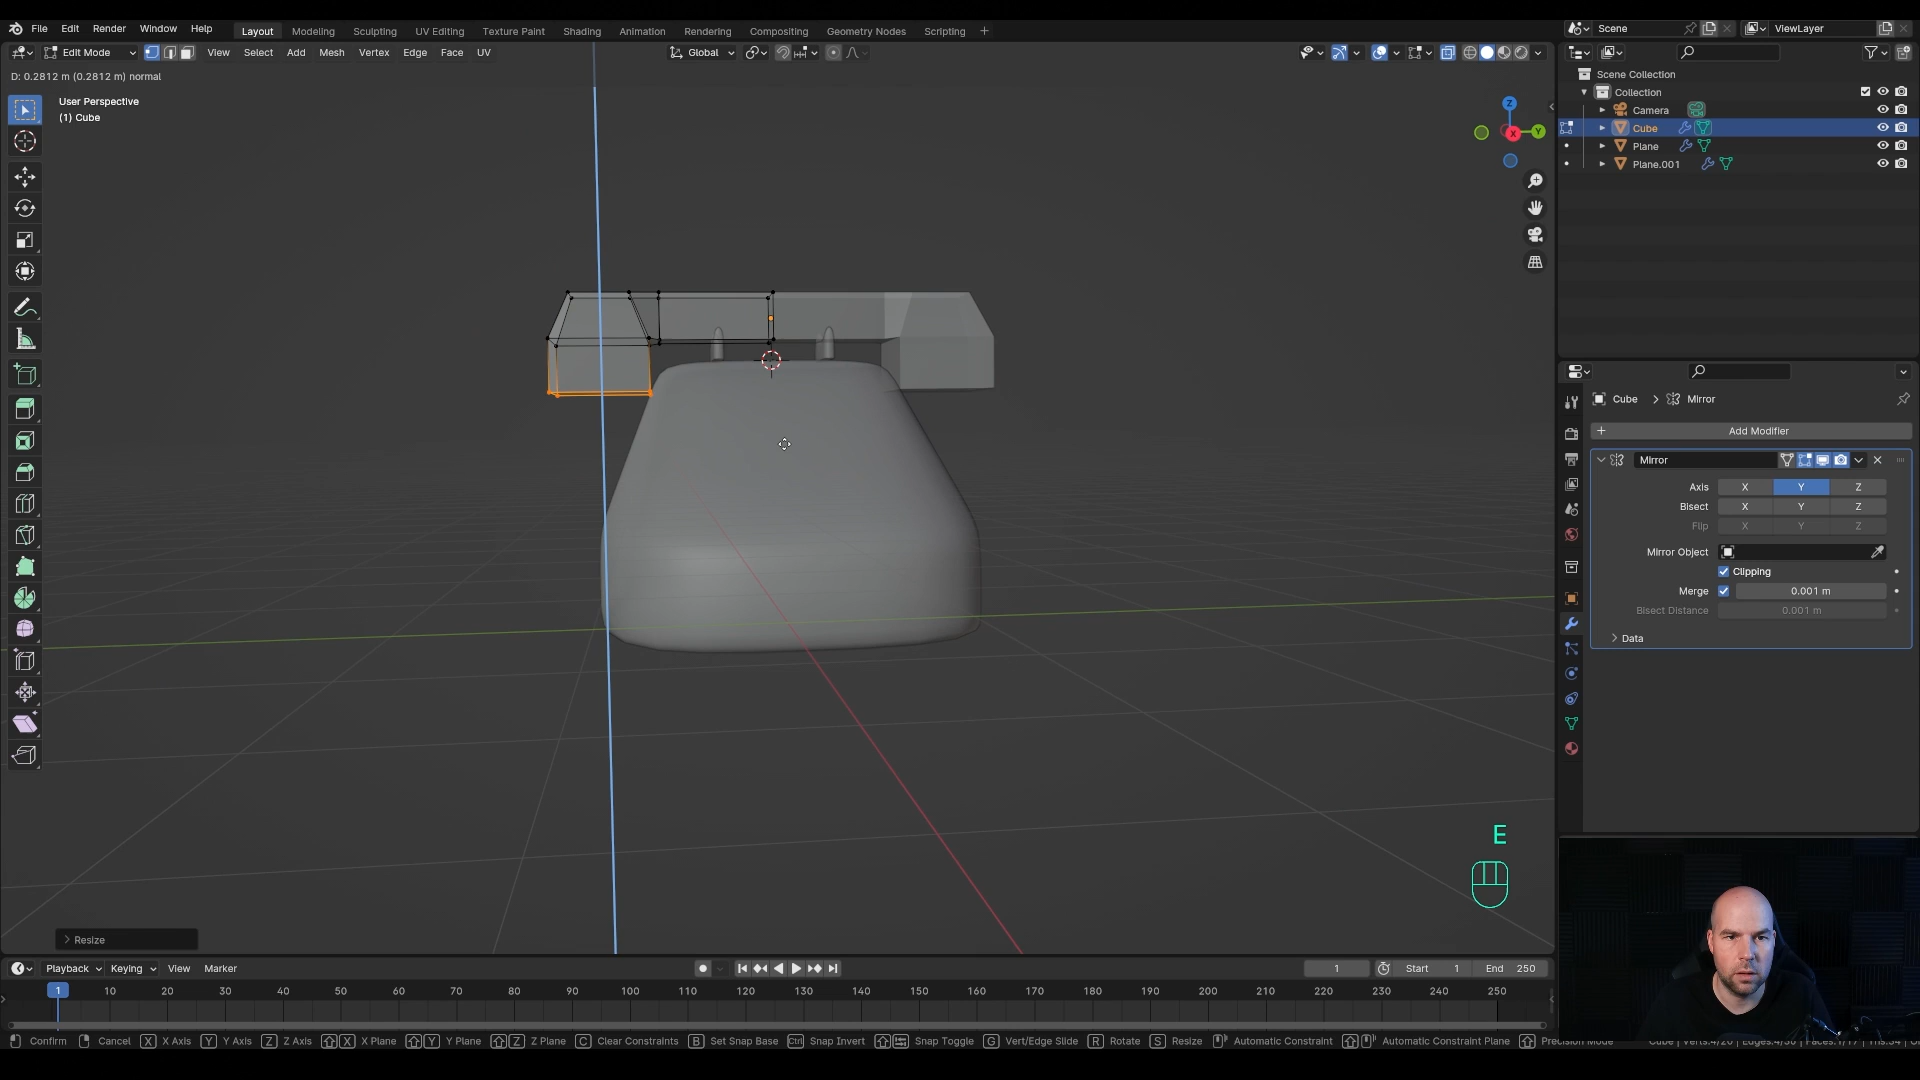 File Edit Render Window Help Layout Modeling Sculpting UV Editing Texture Paint Shading Animation Rendering Compositing Geometry Nodes Scripting + Scene ViewLayer
Edit Mode View Select Add Mesh Vertex Edge Face UV Global
D: 0.2812 m (0.2812 m) normal
User Perspective
(1) Cube
Z
Y
X
Scene Collection
Collection
Camera
Cube
Plane
Plane.001
Cube > Mirror
+ Add Modifier
Mirror
Axis X Y Z
Bisect X Y Z
Flip X Y Z
Mirror Object
Clipping
Merge 0.001 m
Bisect Distance 0.001 m
Data
E
Resize
Playback Keying View Marker 1 Start 1 End 250
1 10 20 30 40 50 60 70 80 90 100 110 120 130 140 150 160 170 180 190 200 210 220 230 240 250
Confirm Cancel X X Axis Y Y Axis Z Z Axis X X Plane Y Y Plane Z Z Plane C Clear Constraints B Set Snap Base Ctrl Snap Invert Snap Toggle G Vert/Edge Slide R Rotate S Resize Automatic Constraint Automatic Constraint Plane Precision Mode